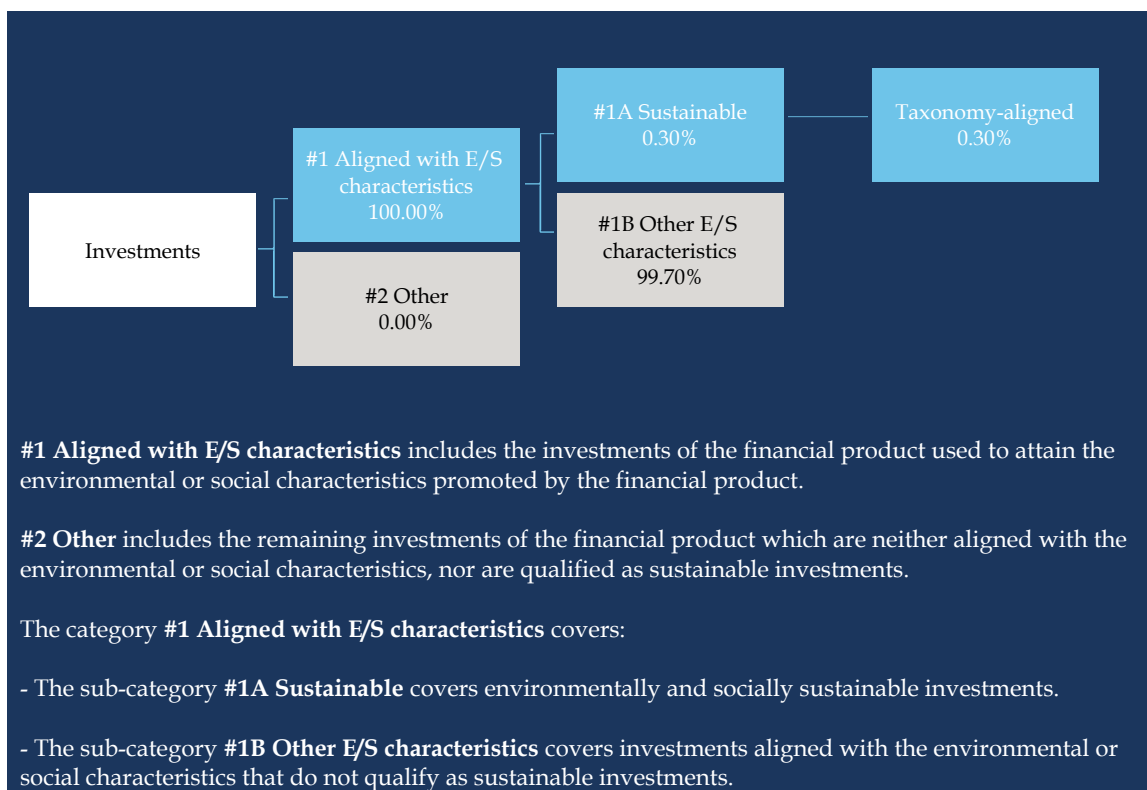 Investments
#1 Aligned with E/S
characteristics
100.00%
#2 Other
0.00%
#1A Sustainable
0.30%
#1B Other E/S
characteristics
99.70%
Taxonomy-aligned
0.30%
#1 Aligned with E/S characteristics includes the investments of the financial product used to attain the
environmental or social characteristics promoted by the financial product.
#2 Other includes the remaining investments of the financial product which are neither aligned with the
environmental or social characteristics, nor are qualified as sustainable investments.
The category #1 Aligned with E/S characteristics covers:
- The sub-category #1A Sustainable covers environmentally and socially sustainable investments.
- The sub-category #1B Other E/S characteristics covers investments aligned with the environmental or
social characteristics that do not qualify as sustainable investments.